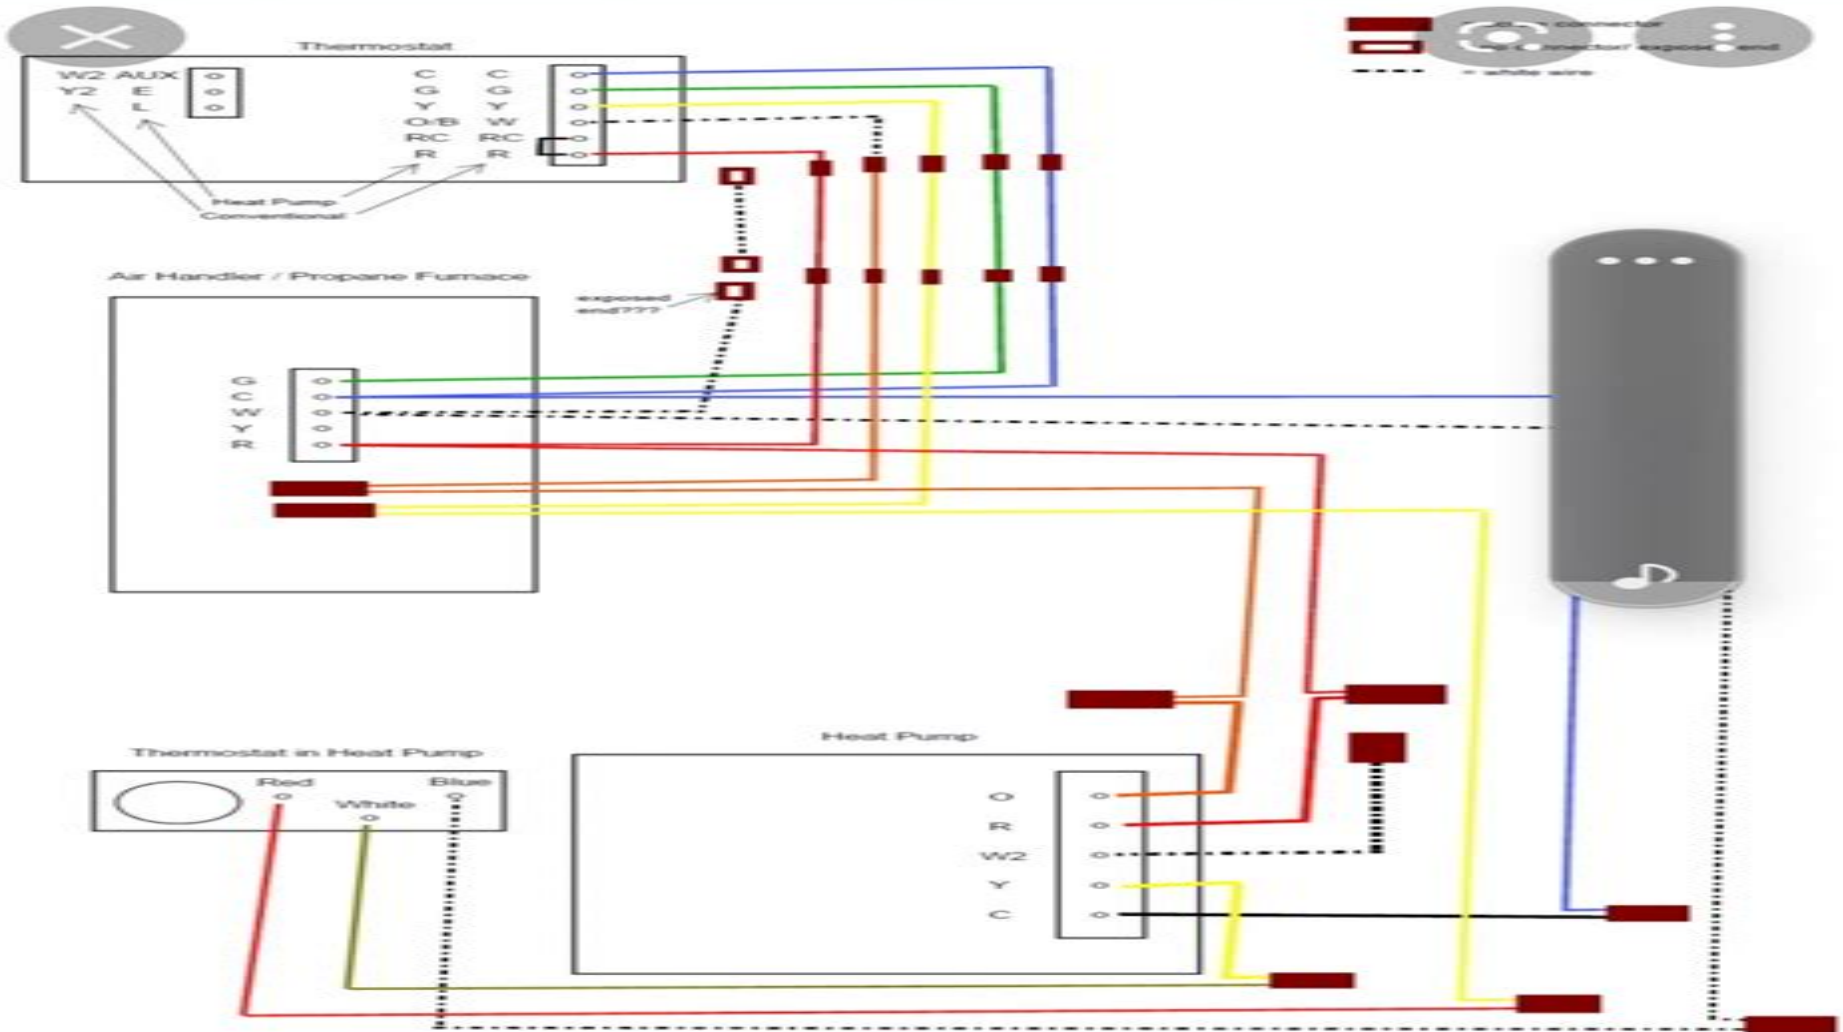 Thermostat
connector
end
= white wire
W2 AUX
Y2 E
L
C C
G G
Y Y
O/B W
RC RC
R R
Heat Pump
Conventional
Air Handler / Propane Furnace
exposed
end???
G
C
W
Y
R
Heat Pump
Thermostat in Heat Pump
Red
White
Blue
O
R
W2
Y
C